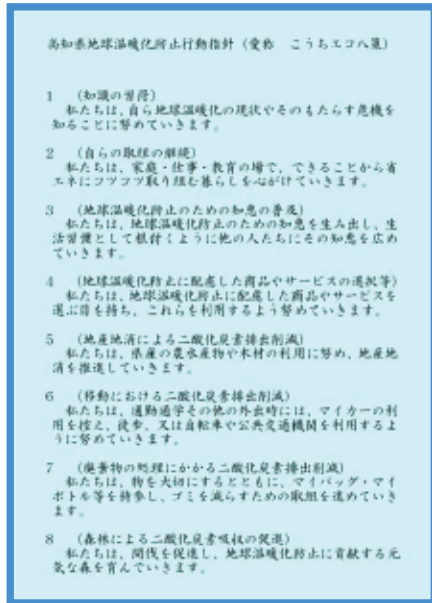 高知県地球温暖化防止行動指針（愛称　こうちエコ八策）
1　（知識の習得）
私たちは、自ら地球温暖化の現状やそのもたらす危機を
知ることに努めていきます。
2　（自らの取組の継続）
私たちは、家庭・仕事・教育の場で、できることから省
エネにコツコツ取り組む暮らしを心がけていきます。
3　（地球温暖化防止のための知恵の普及）
私たちは、地球温暖化防止のための知恵を生み出し、生
活習慣として根付くように他の人たちにその知恵を広め
ていきます。
4　（地球温暖化防止に配慮した商品やサービスの選択等）
私たちは、地球温暖化防止に配慮した商品やサービスを
選ぶ目を持ち、これらを利用するよう努めていきます。
5　（地産地消による二酸化炭素排出削減）
私たちは、県産の農水産物や木材の利用に努め、地産地
消を推進していきます。
6　（移動における二酸化炭素排出削減）
私たちは、通勤通学その他の外出時には、マイカーの利
用を控え、徒歩、又は自転車や公共交通機関を利用するよ
うに努めていきます。
7　（廃棄物の処理にかかる二酸化炭素排出削減）
私たちは、物を大切にするとともに、マイバッグ・マイ
ボトル等を持参し、ゴミを減らすための取組を進めていき
ます。
8　（森林による二酸化炭素吸収の促進）
私たちは、間伐を促進し、地球温暖化防止に貢献する元
気な森を育んでいきます。